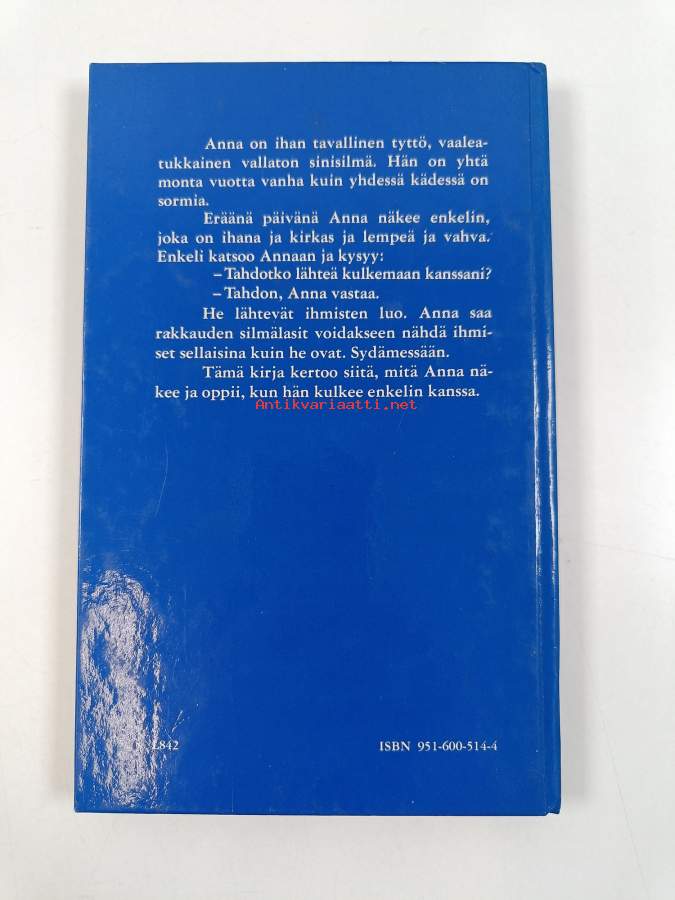 Anna on ihan tavallinen tyttö, vaalea-
tukkainen vallaton sinisilmä. Hän on yhtä
monta vuotta vanha kuin yhdessä kädessä on
sormia.
Eräänä päivänä Anna näkee enkelin,
joka on ihana ja kirkas ja lempeä ja vahva.
Enkeli katsoo Annaan ja kysyy:
– Tahdotko lähteä kulkemaan kanssani?
– Tahdon, Anna vastaa.
He lähtevät ihmisten luo. Anna saa
rakkauden silmälasit voidakseen nähdä ihmi-
set sellaisina kuin he ovat. Sydämessään.
Tämä kirja kertoo siitä, mitä Anna nä-
kee ja oppii, kun hän kulkee enkelin kanssa.
Antikvariaatti.net
L842
ISBN 951-600-514-4